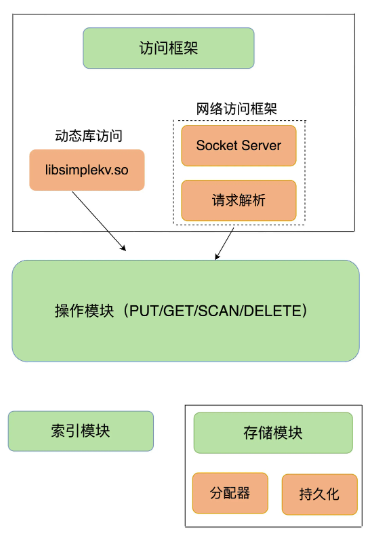 访问框架
网络访问框架
动态库访问
libsimplekv.so
Socket Server
请求解析
操作模块（PUT/GET/SCAN/DELETE）
索引模块
存储模块
分配器
持久化